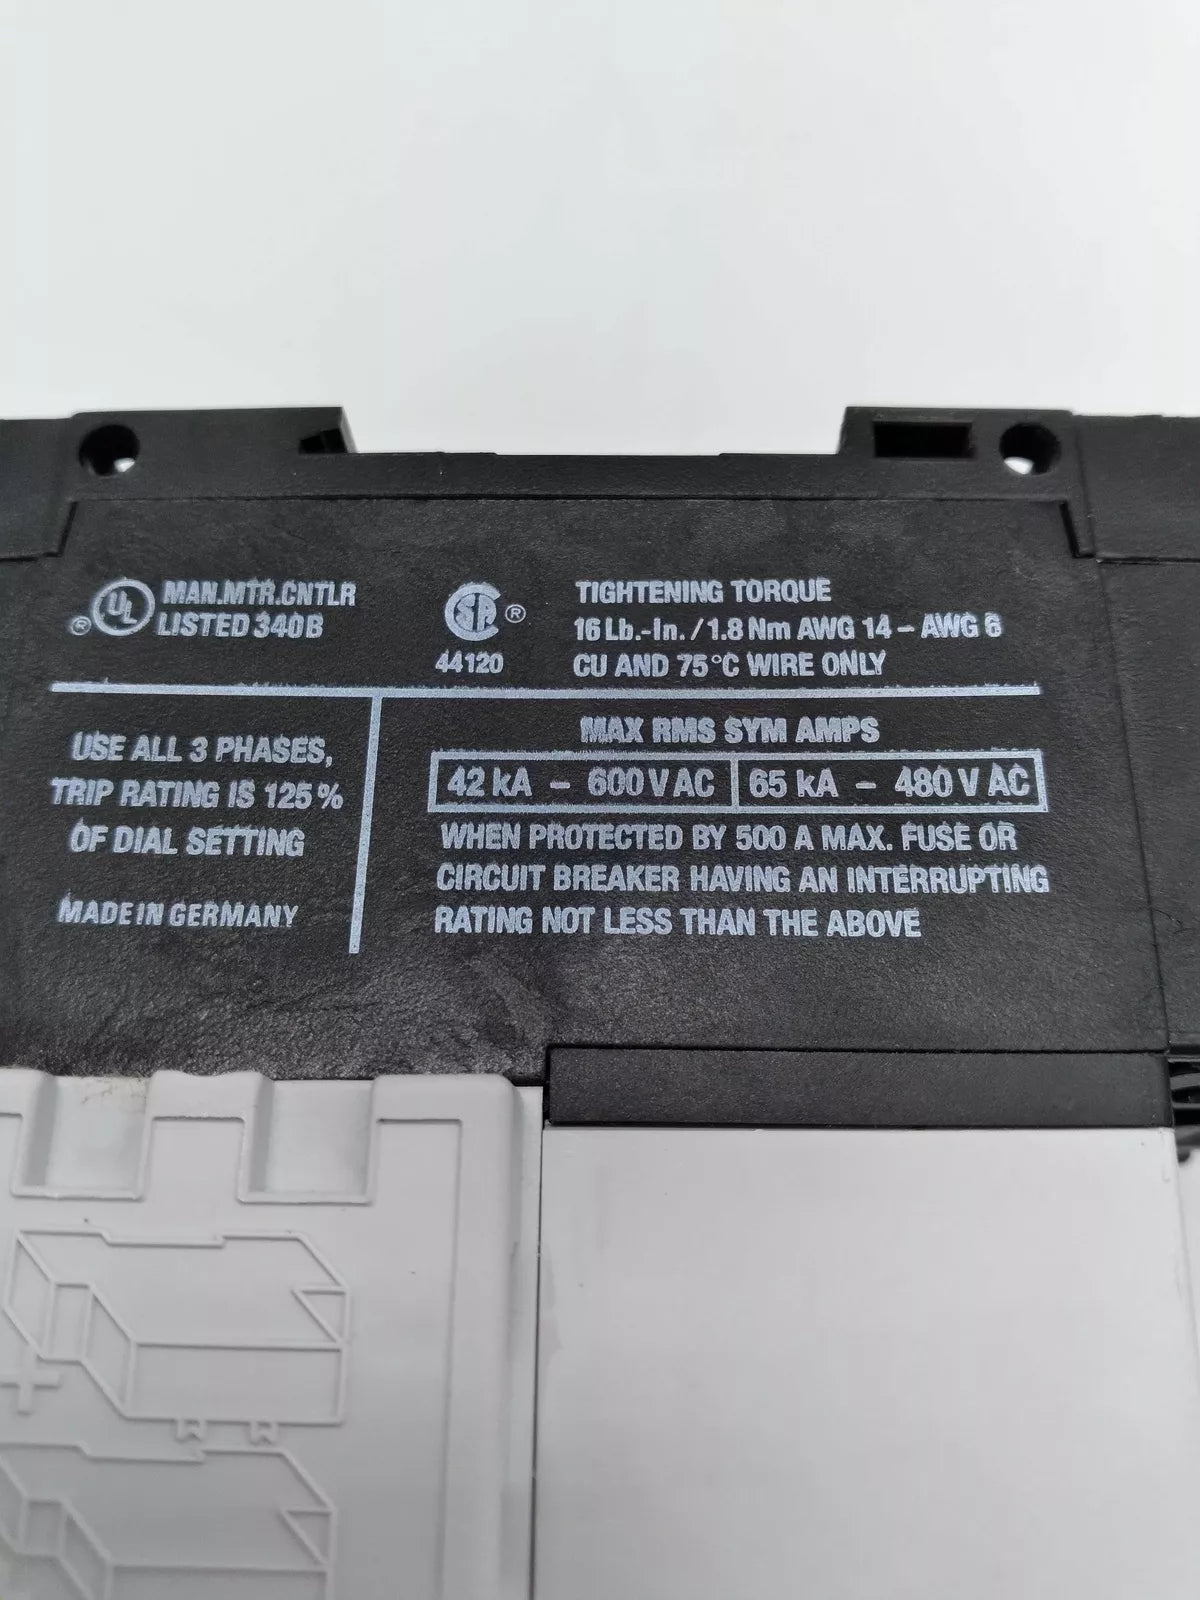 UL ® MAN.MTR.CNTLR
LISTED 340B
SA ®
44120
TIGHTENING TORQUE
16 Lb.-In./1.8 Nm AWG 14 – AWG 6
CU AND 75°C WIRE ONLY
USE ALL 3 PHASES,
TRIP RATING IS 125%
OF DIAL SETTING
MADE IN GERMANY
MAX RMS SYM AMPS
42 kA – 600 V AC 65 kA – 480 V AC
WHEN PROTECTED BY 500 A MAX. FUSE OR
CIRCUIT BREAKER HAVING AN INTERRUPTING
RATING NOT LESS THAN THE ABOVE